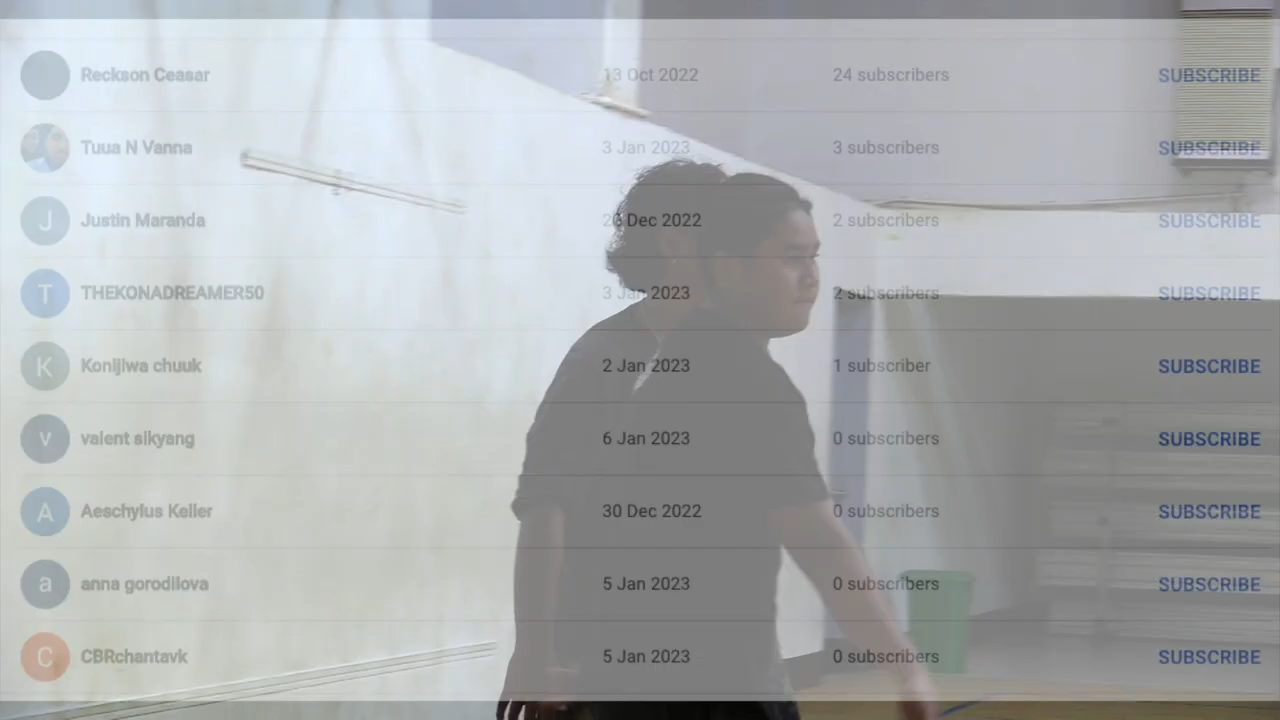 Reckson Ceasar 13 Oct 2022 24 subscribers SUBSCRIBE
Tuua N Vanna 3 Jan 2023 3 subscribers SUBSCRIBE
J Justin Maranda Dec 2022 2 subscribers SUBSCRIBE
T THEKONADREAMER50 3 Jan 2023 2 subscribers SUBSCRIBE
K Konijiwa chuuk 2 Jan 2023 1 subscriber SUBSCRIBE
v valent sikyang 6 Jan 2023 0 subscribers SUBSCRIBE
A Aeschylus Keller 30 Dec 2022 0 subscribers SUBSCRIBE
a anna gorodilova 5 Jan 2023 0 subscribers SUBSCRIBE
C CBRchantavk 5 Jan 2023 0 subscribers SUBSCRIBE